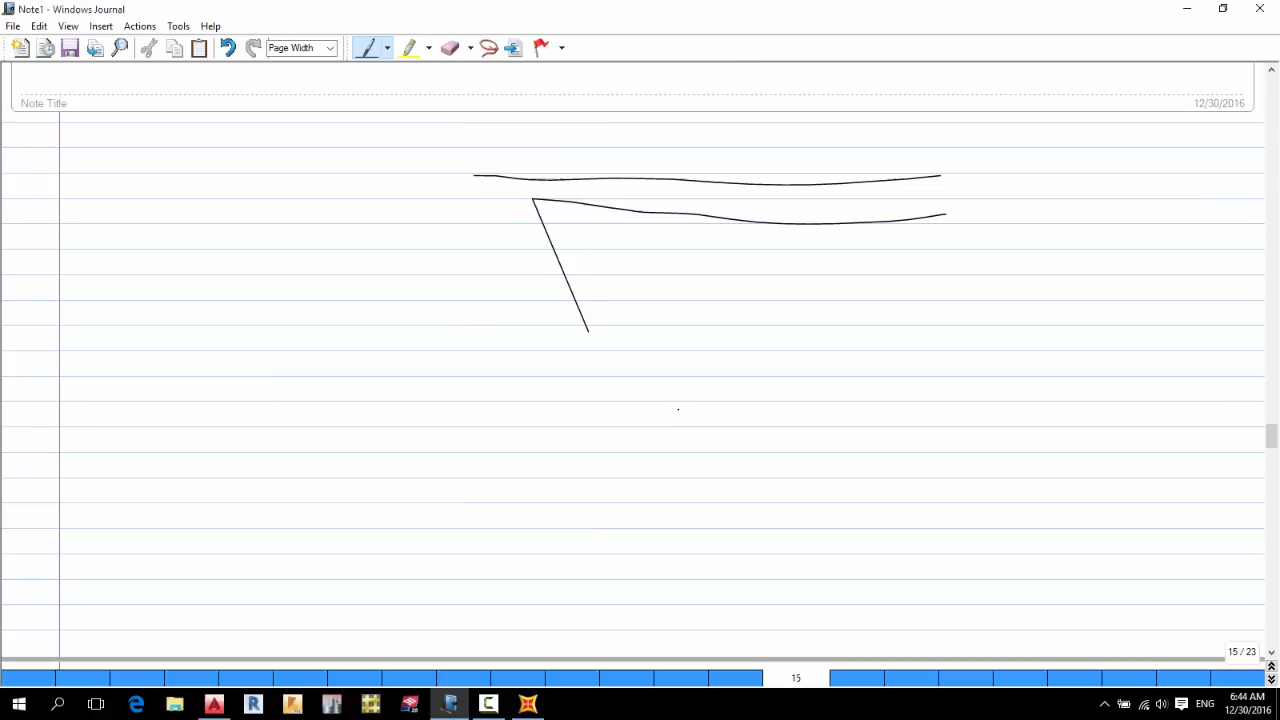 Note1 - Windows Journal
File Edit View Insert Actions Tools Help
Page Width
Note Title 12/30/2016
15 / 23
15
ENG 6:44 AM
12/30/2016